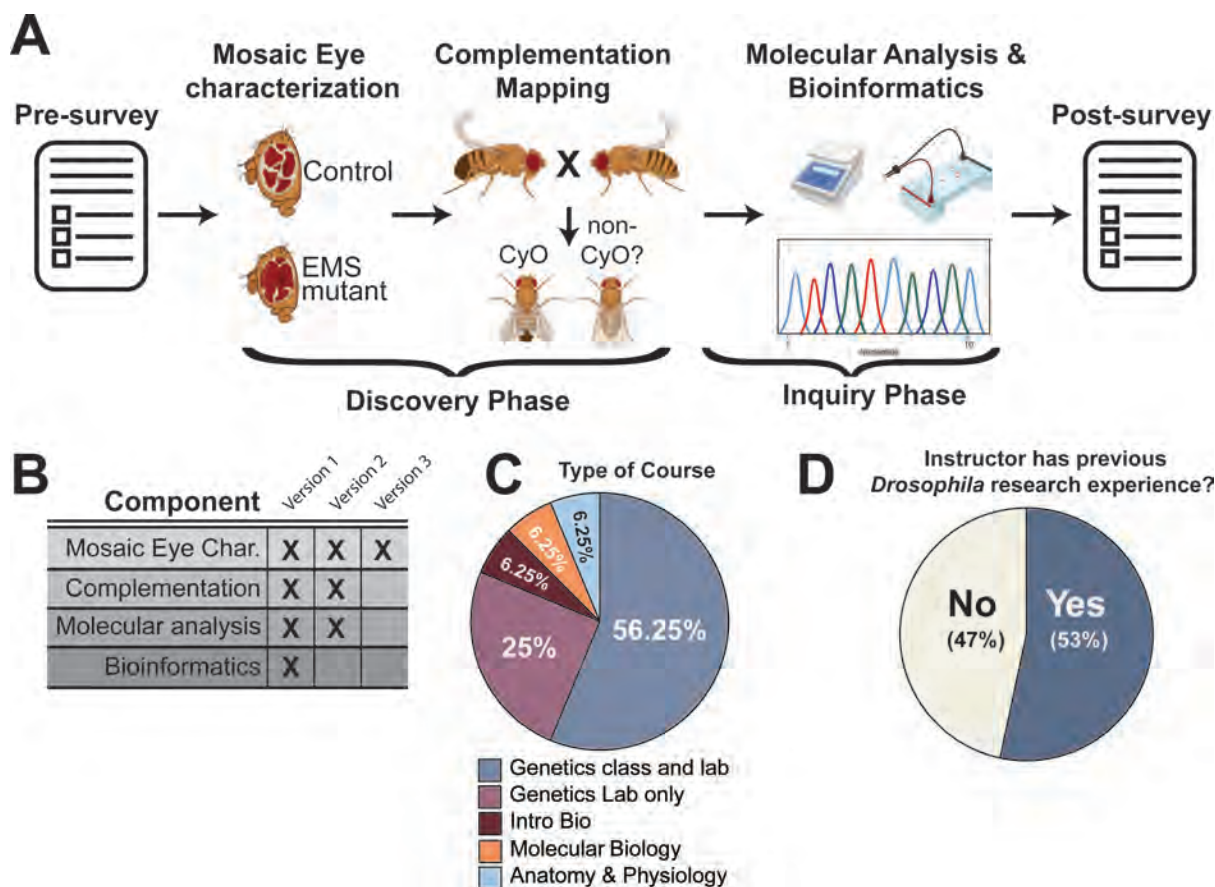 A
Pre-survey
Mosaic Eye
characterization
Control
EMS
mutant
Complementation
Mapping
X
CyO
non-
CyO?
Molecular Analysis &
Bioinformatics
1
10
Post-survey
Discovery Phase
Inquiry Phase
B
Component Version 1 Version 2 Version 3
Mosaic Eye Char. X X X
Complementation X X
Molecular analysis X X
Bioinformatics X
C
Type of Course
56.25%
25%
6.25%
6.25%
6.25%
Genetics class and lab
Genetics Lab only
Intro Bio
Molecular Biology
Anatomy & Physiology
D
Instructor has previous
Drosophila research experience?
No
(47%)
Yes
(53%)